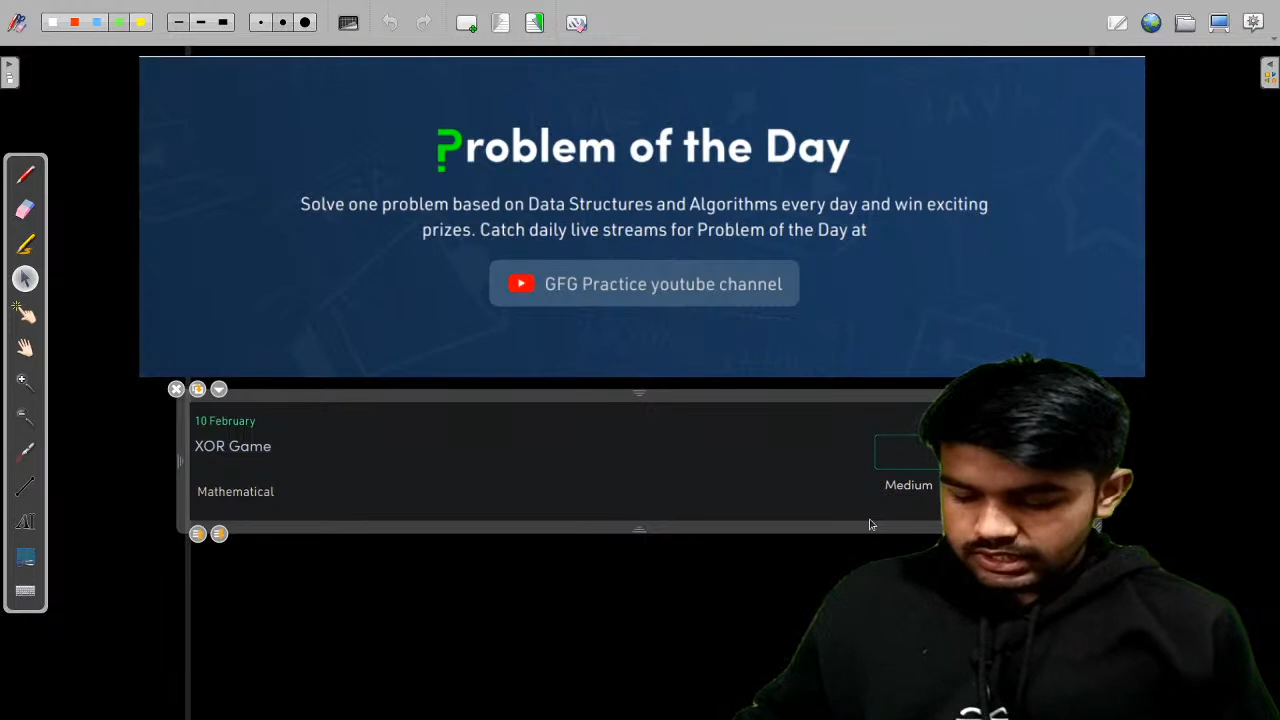 Problem of the Day
Solve one problem based on Data Structures and Algorithms every day and win exciting
prizes. Catch daily live streams for Problem of the Day at
GFG Practice youtube channel
10 February
XOR Game
Medium
Mathematical